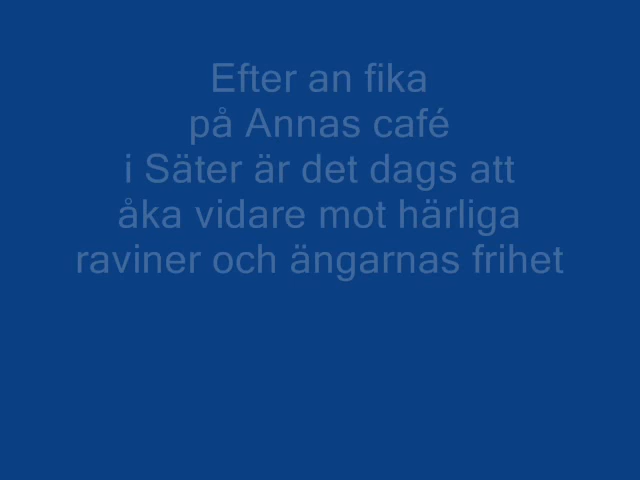 Efter an fika
på Annas café
i Säter är det dags att
åka vidare mot härliga
raviner och ängarnas frihet